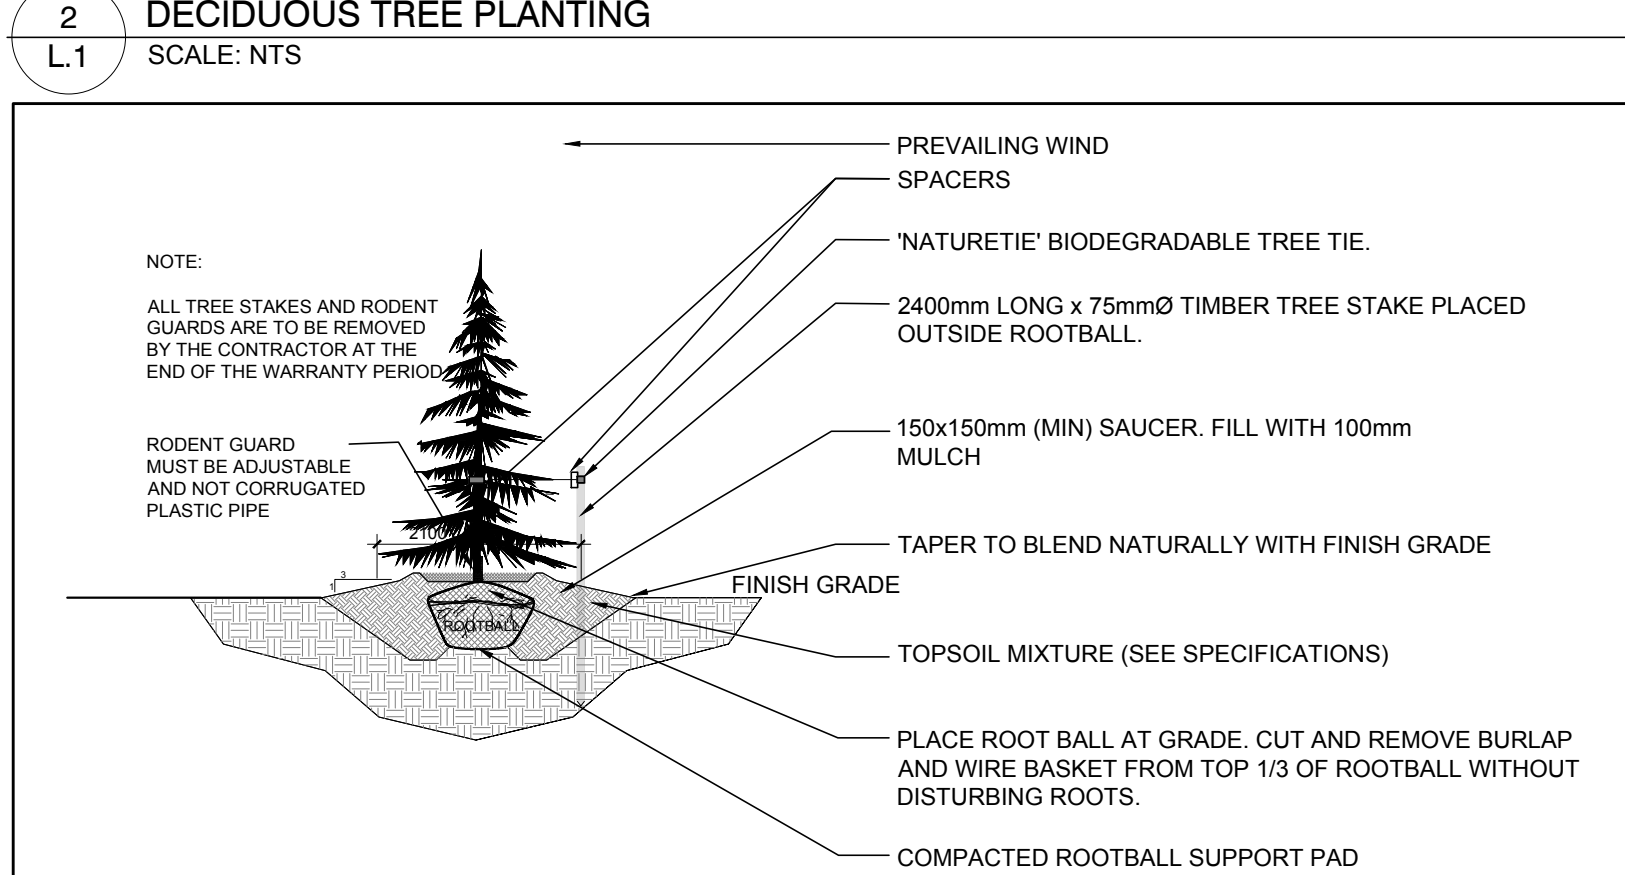 2
DECIDUOUS TREE PLANTING
L.1
SCALE: NTS
PREVAILING WIND
SPACERS
'NATURETIE' BIODEGRADABLE TREE TIE.
NOTE:
ALL TREE STAKES AND RODENT
GUARDS ARE TO BE REMOVED
BY THE CONTRACTOR AT THE
END OF THE WARRANTY PERIOD
2400mm LONG x 75mmØ TIMBER TREE STAKE PLACED
OUTSIDE ROOTBALL.
150x150mm (MIN) SAUCER. FILL WITH 100mm
MULCH
RODENT GUARD
MUST BE ADJUSTABLE
AND NOT CORRUGATED
PLASTIC PIPE
2100
TAPER TO BLEND NATURALLY WITH FINISH GRADE
3
1
FINISH GRADE
ROOTBALL
TOPSOIL MIXTURE (SEE SPECIFICATIONS)
PLACE ROOT BALL AT GRADE. CUT AND REMOVE BURLAP
AND WIRE BASKET FROM TOP 1/3 OF ROOTBALL WITHOUT
DISTURBING ROOTS.
COMPACTED ROOTBALL SUPPORT PAD